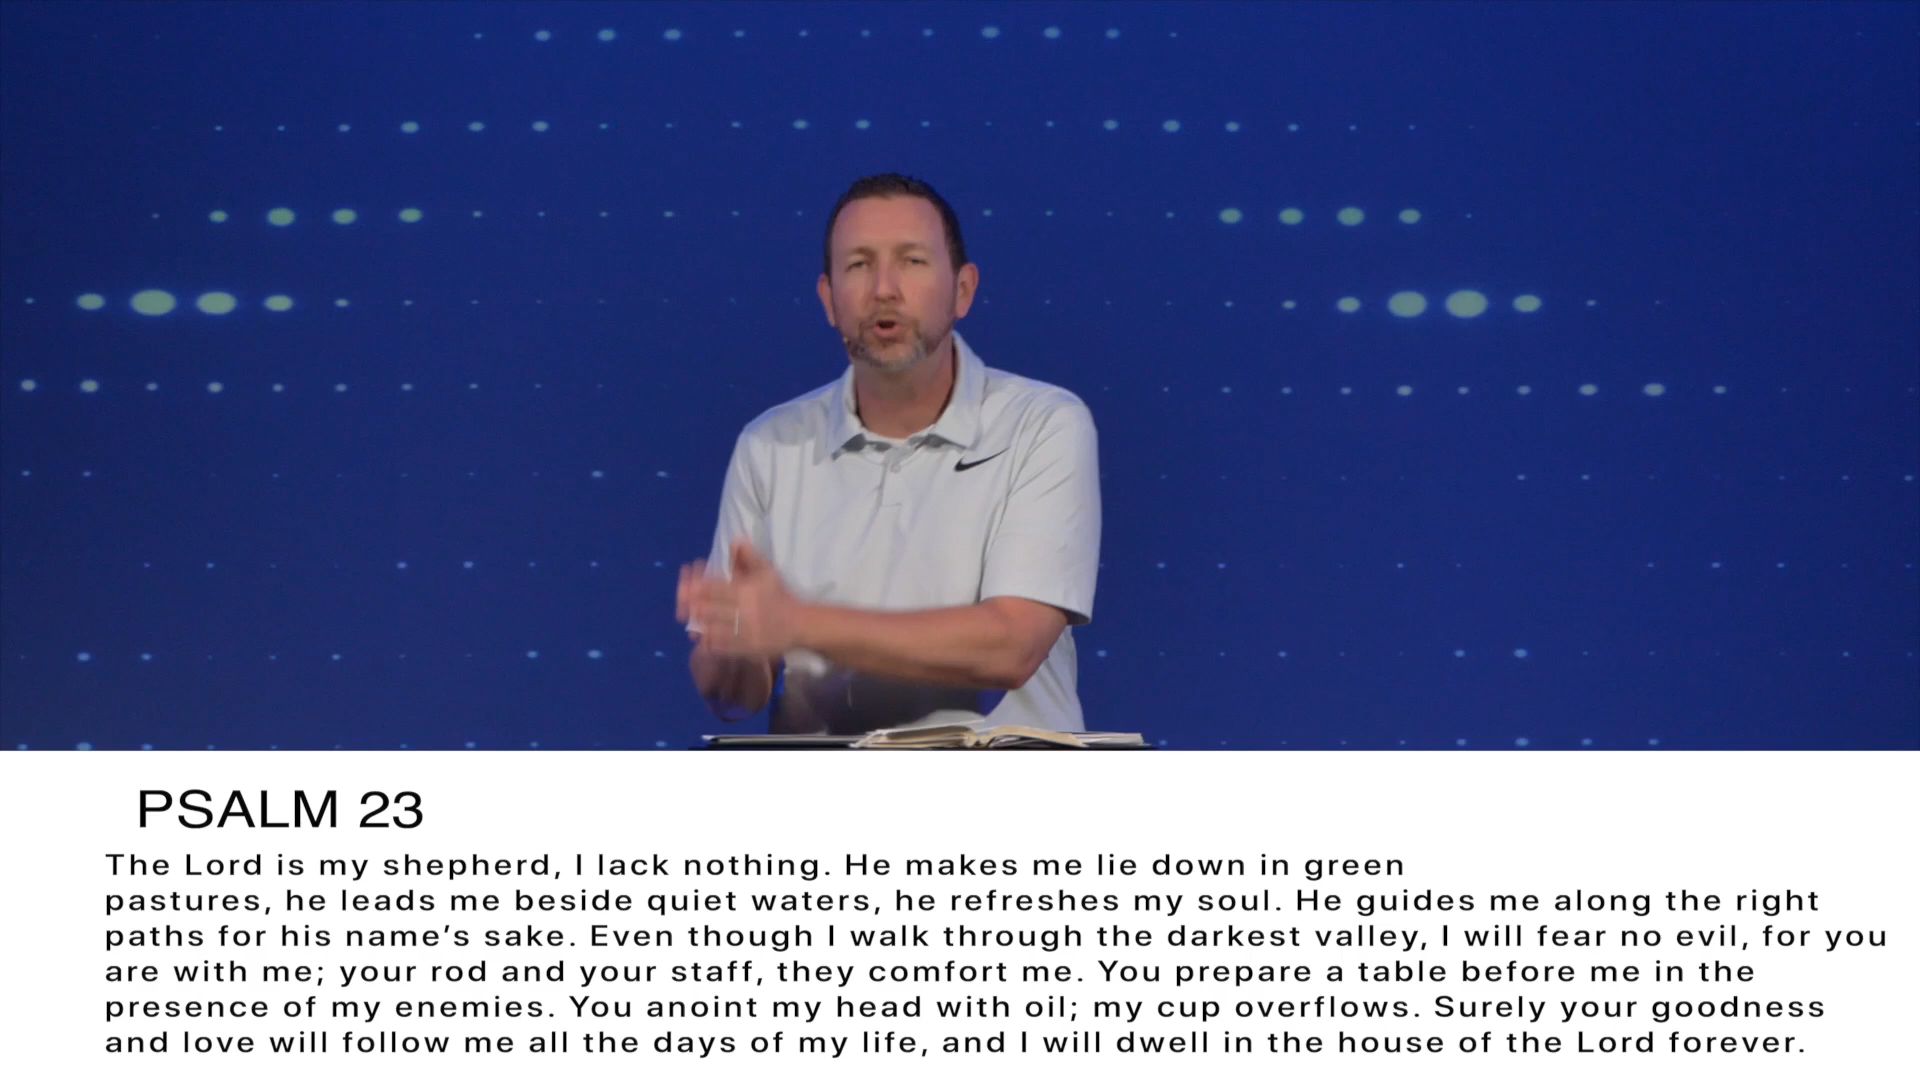 PSALM 23
The Lord is my shepherd, I lack nothing. He makes me lie down in green
pastures, he leads me beside quiet waters, he refreshes my soul. He guides me along the right
paths for his name’s sake. Even though I walk through the darkest valley, I will fear no evil, for you
are with me; your rod and your staff, they comfort me. You prepare a table before me in the
presence of my enemies. You anoint my head with oil; my cup overflows. Surely your goodness
and love will follow me all the days of my life, and I will dwell in the house of the Lord forever.